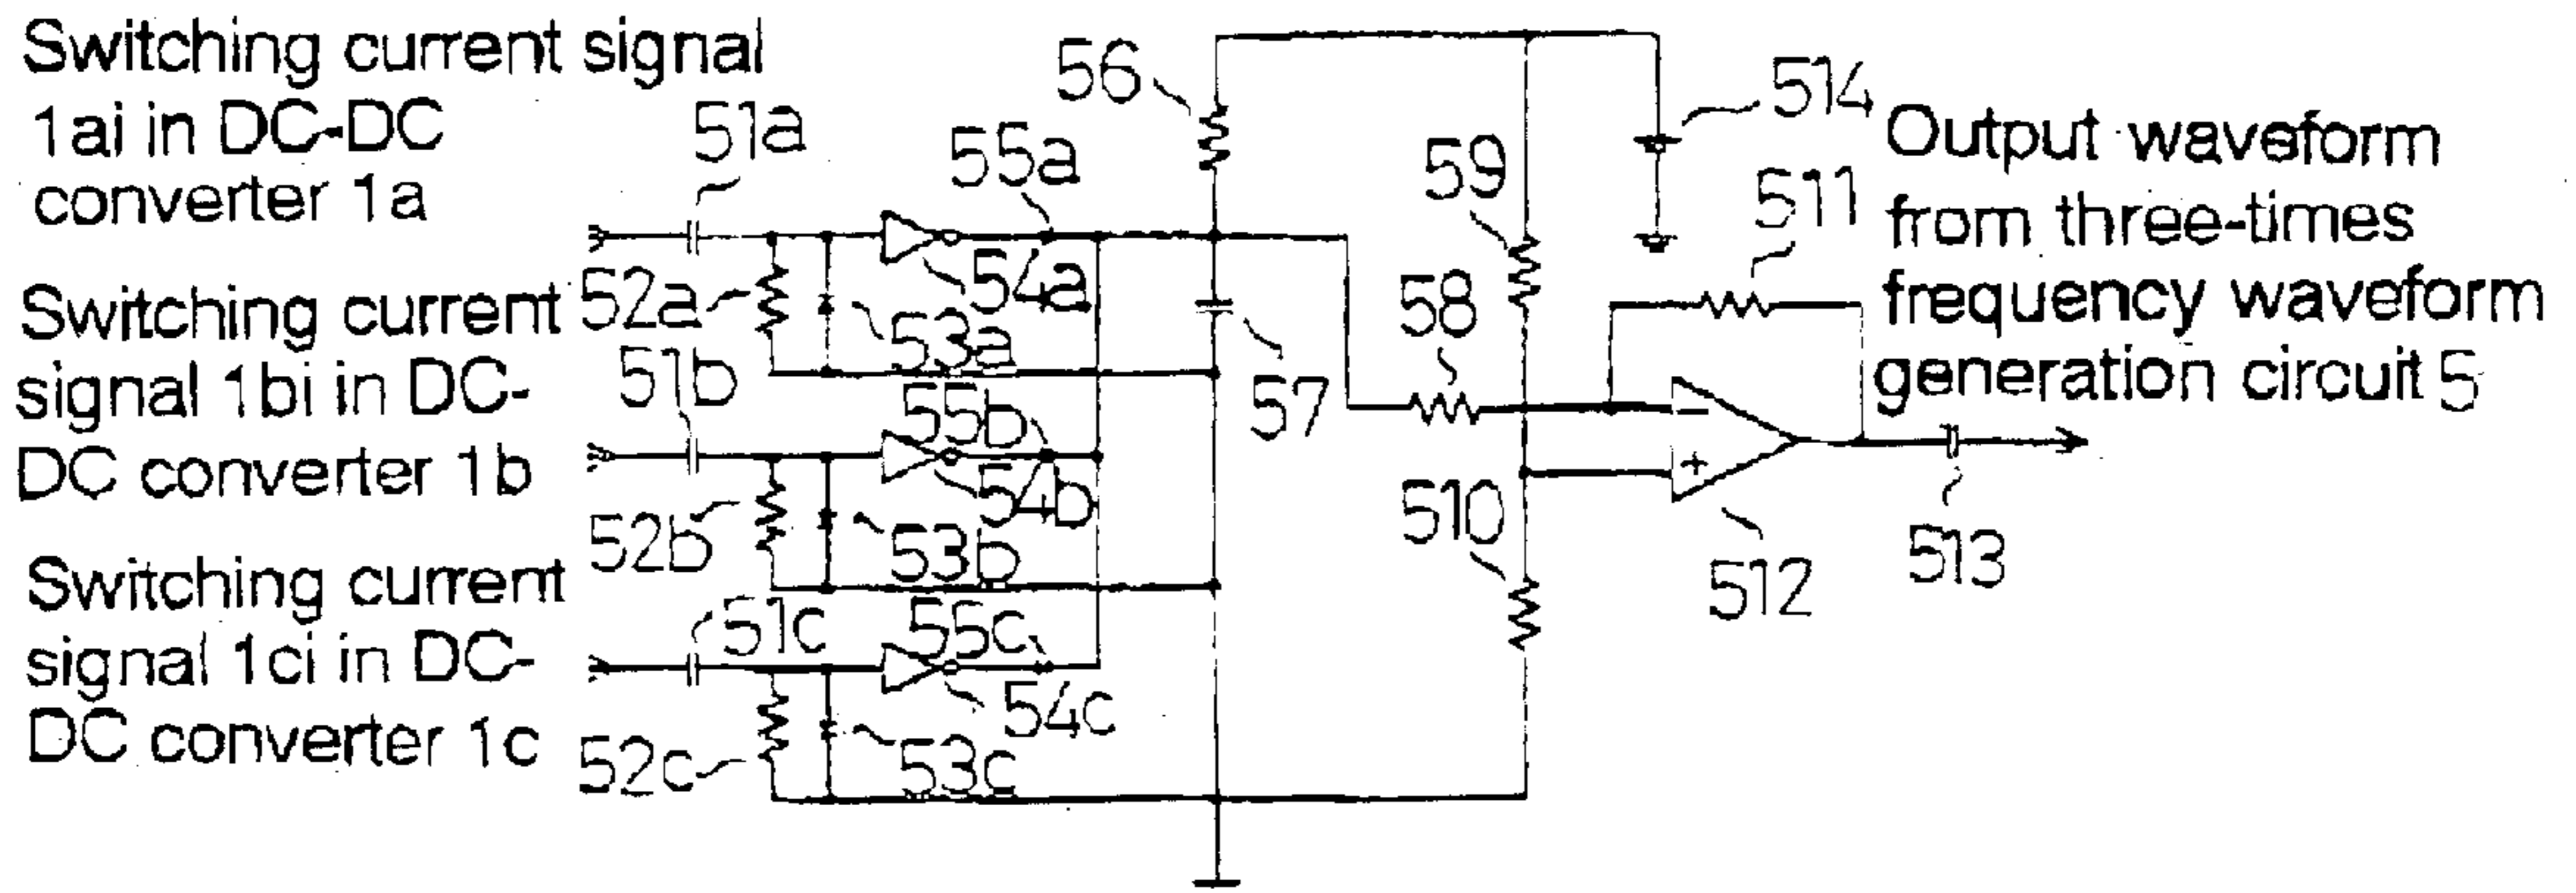 Switching current signal
1ai in DC-DC
converter 1a
Switching current
signal 1bi in DC-
DC converter 1b
Switching current
signal 1ci in DC-
DC converter 1c
51a
52a
53a
54a
55a
51b
52b
53b
54b
55b
51c
52c
53c
54c
55c
56
57
58
59
510
511
512
513
514
+
−
Output waveform
from three-times
frequency waveform
generation circuit 5